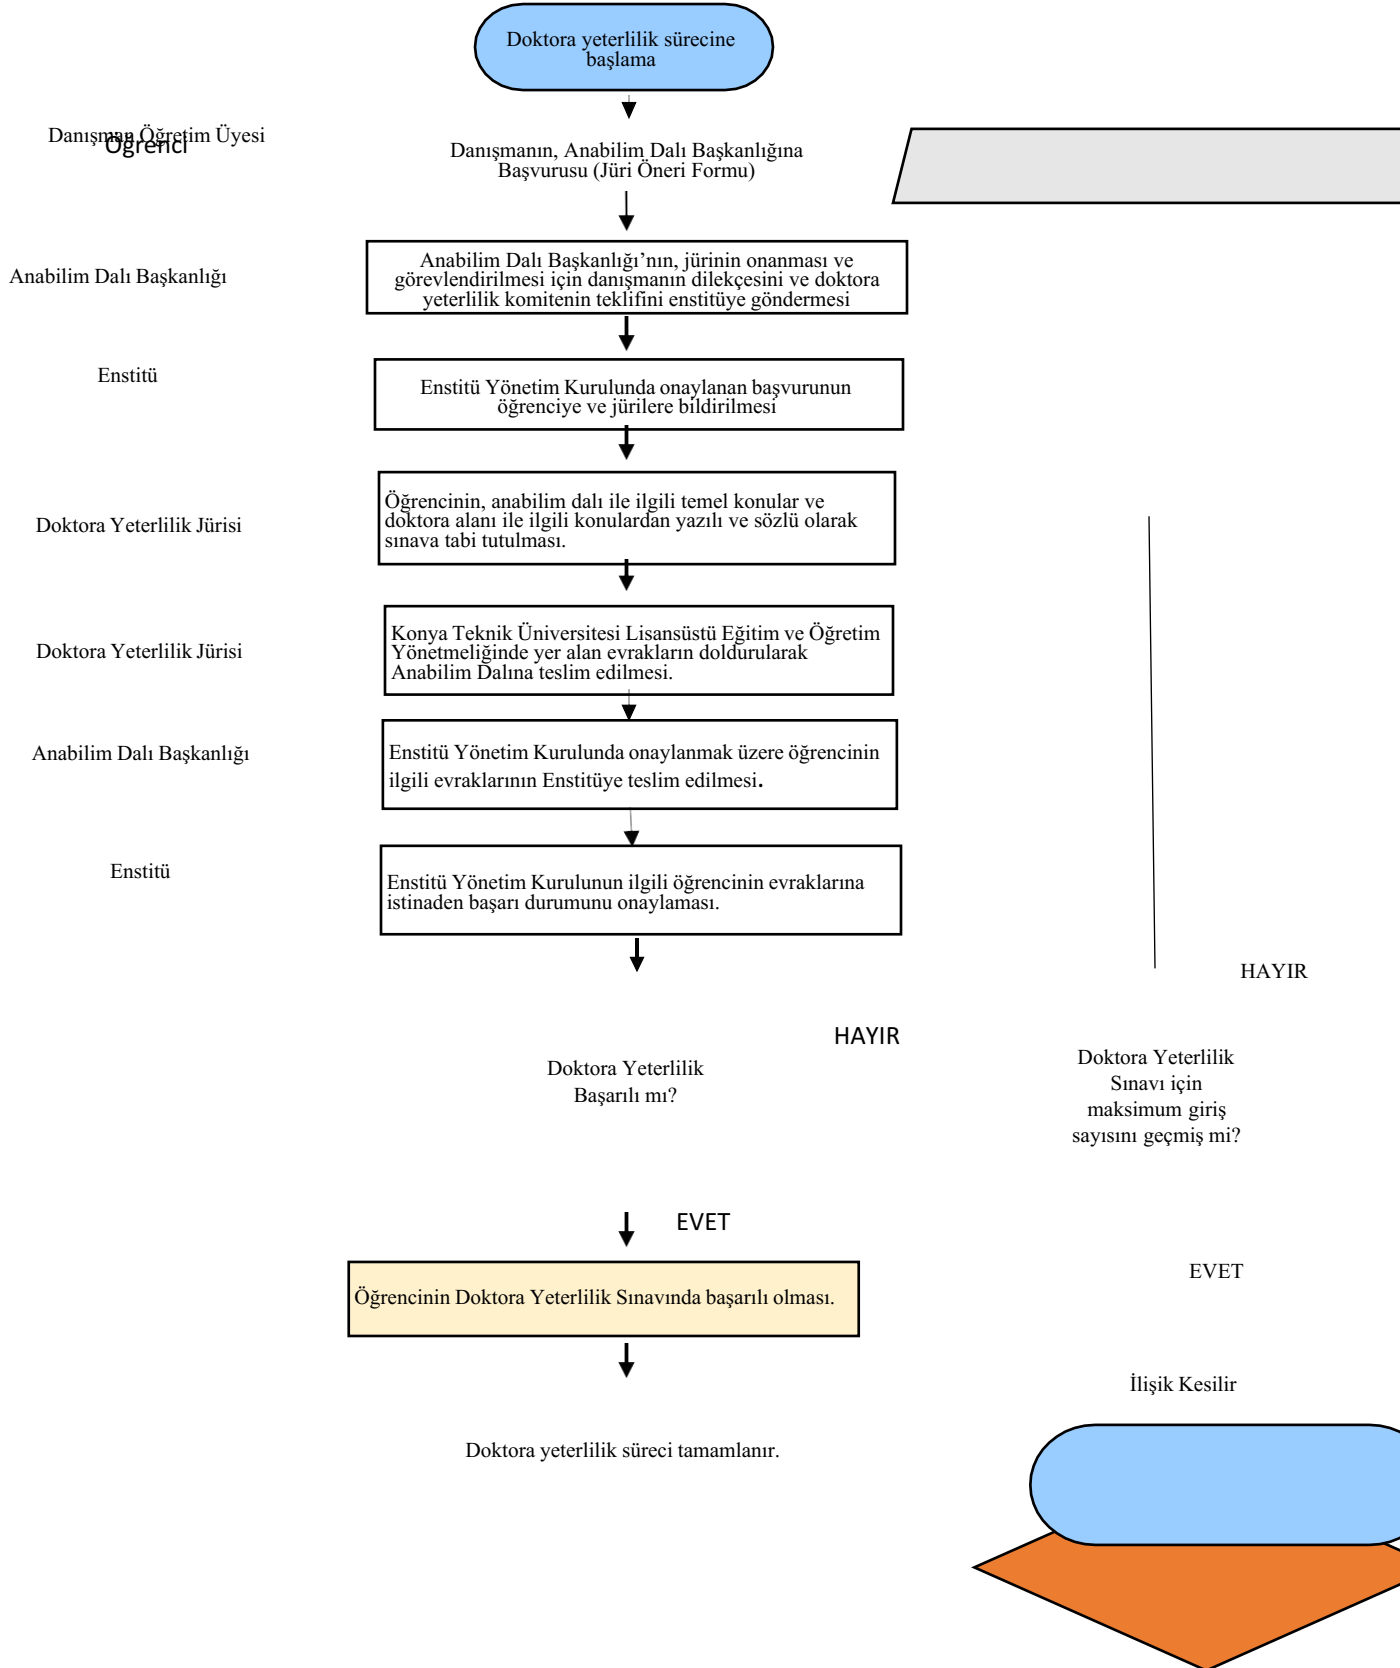 Doktora yeterlilik sürecine
başlama
Danışman Öğretim Üyesi
Öğrenci
Danışmanın, Anabilim Dalı Başkanlığına
Başvurusu (Jüri Öneri Formu)
Anabilim Dalı Başkanlığı
Anabilim Dalı Başkanlığı’nın, jürinin onanması ve
görevlendirilmesi için danışmanın dilekçesini ve doktora
yeterlilik komitenin teklifini enstitüye göndermesi
Enstitü
Enstitü Yönetim Kurulunda onaylanan başvurunun
öğrenciye ve jürilere bildirilmesi
Doktora Yeterlilik Jürisi
Öğrencinin, anabilim dalı ile ilgili temel konular ve
doktora alanı ile ilgili konulardan yazılı ve sözlü olarak
sınava tabi tutulması.
Doktora Yeterlilik Jürisi
Konya Teknik Üniversitesi Lisansüstü Eğitim ve Öğretim
Yönetmeliğinde yer alan evrakların doldurularak
Anabilim Dalına teslim edilmesi.
Anabilim Dalı Başkanlığı
Enstitü Yönetim Kurulunda onaylanmak üzere öğrencinin
ilgili evraklarının Enstitüye teslim edilmesi.
Enstitü
Enstitü Yönetim Kurulunun ilgili öğrencinin evraklarına
istinaden başarı durumunu onaylaması.
HAYIR
HAYIR
Doktora Yeterlilik
Başarılı mı?
Doktora Yeterlilik
Sınavı için
maksimum giriş
sayısını geçmiş mi?
EVET
EVET
Öğrencinin Doktora Yeterlilik Sınavında başarılı olması.
İlişik Kesilir
Doktora yeterlilik süreci tamamlanır.